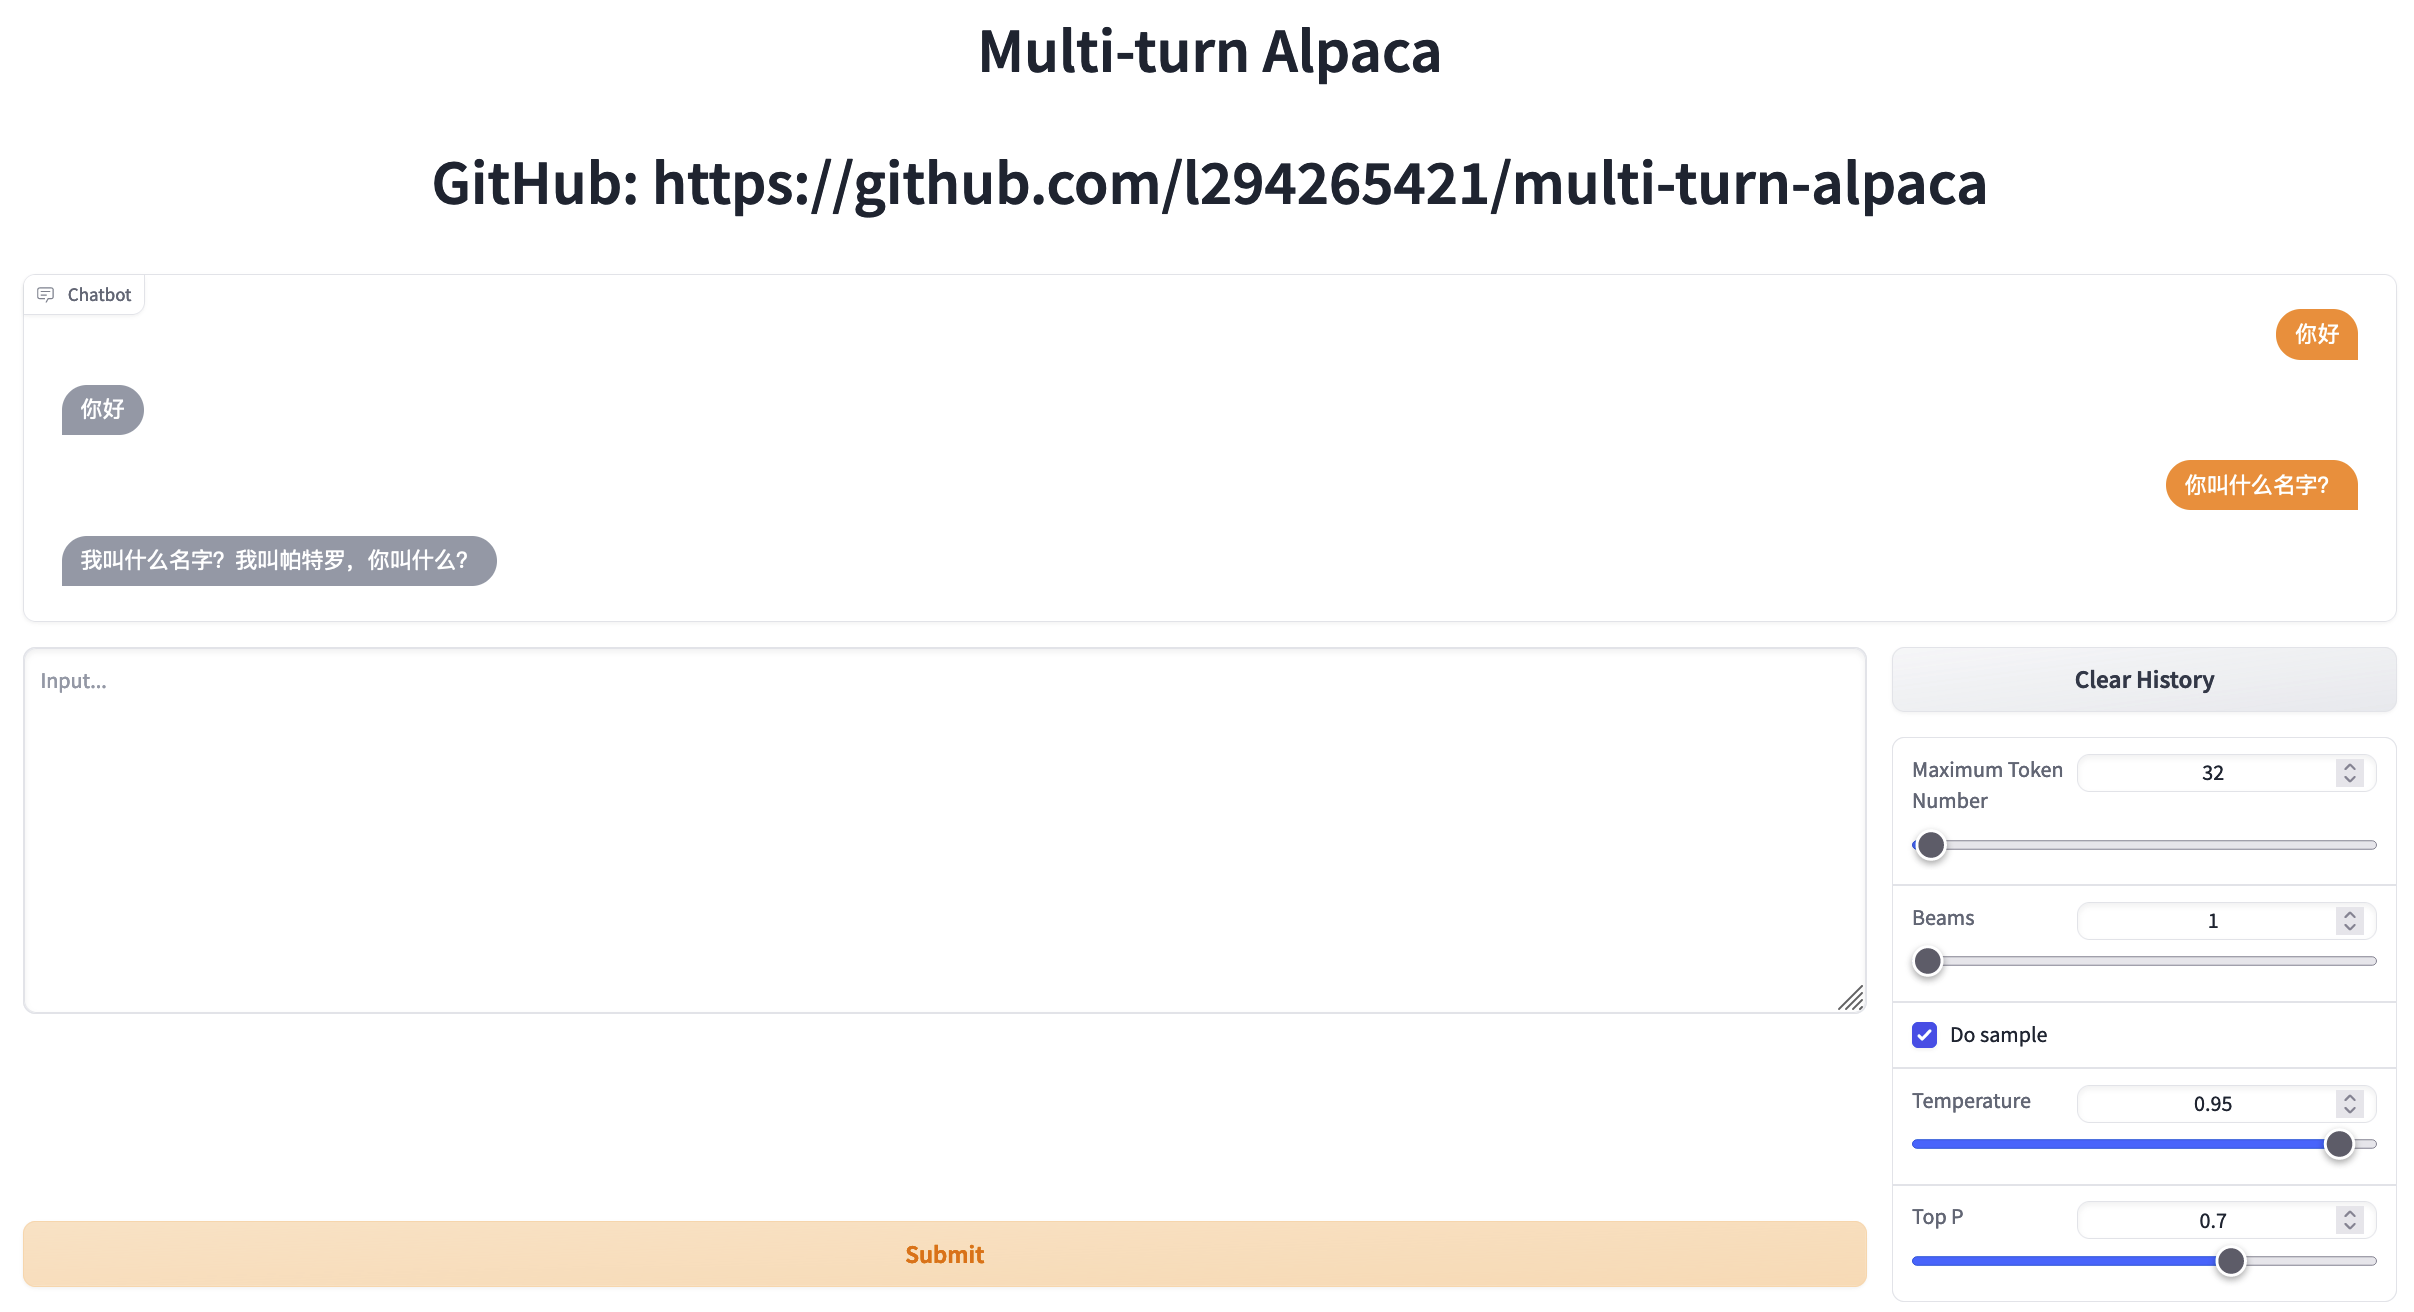 Multi-turn Alpaca
GitHub: https://github.com/l294265421/multi-turn-alpaca
Chatbot
你好
你好
你叫什么名字？
我叫什么名字？我叫帕特罗，你叫什么？
Input...
Clear History
Maximum Token
Number
32
Beams
1
Do sample
Temperature
0.95
Top P
0.7
Submit